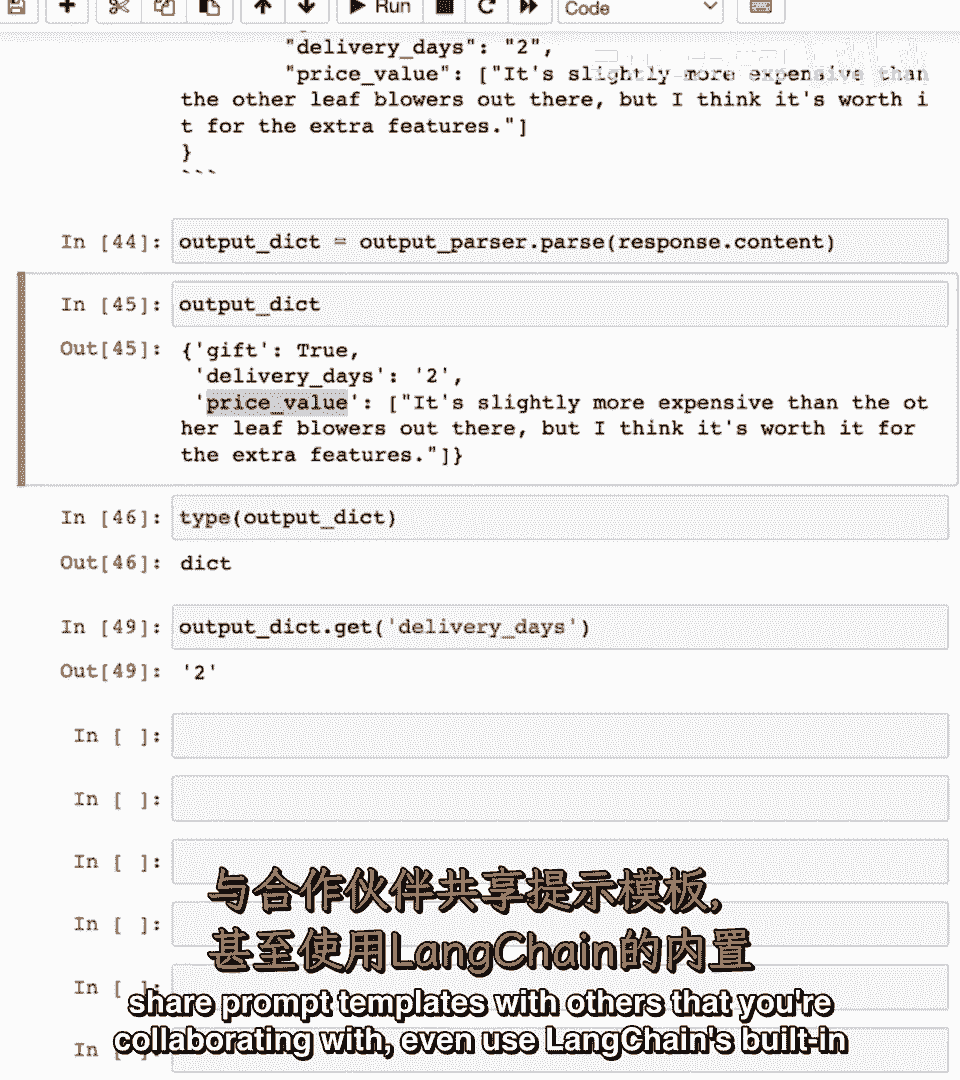 Run
Code
"delivery_days": "2",
"price_value": ["It's slightly more expensive than
the other leaf blowers out there, but I think it's worth i
t for the extra features."]
}
```
In [44]: output_dict = output_parser.parse(response.content)
In [45]: output_dict
Out[45]: {'gift': True,
'delivery_days': '2',
'price_value': ["It's slightly more expensive than the ot
her leaf blowers out there, but I think it's worth it for
the extra features."]}
In [46]: type(output_dict)
Out[46]: dict
In [49]: output_dict.get('delivery_days')
Out[49]: '2'
In [ ]:
In [ ]:
In [ ]:
In [ ]:
In [ ]:
In [ ]:
与合作伙伴共享提示模板,
甚至使用LangChain的内置
share prompt templates with others that you're
collaborating with, even use LangChain's built-in